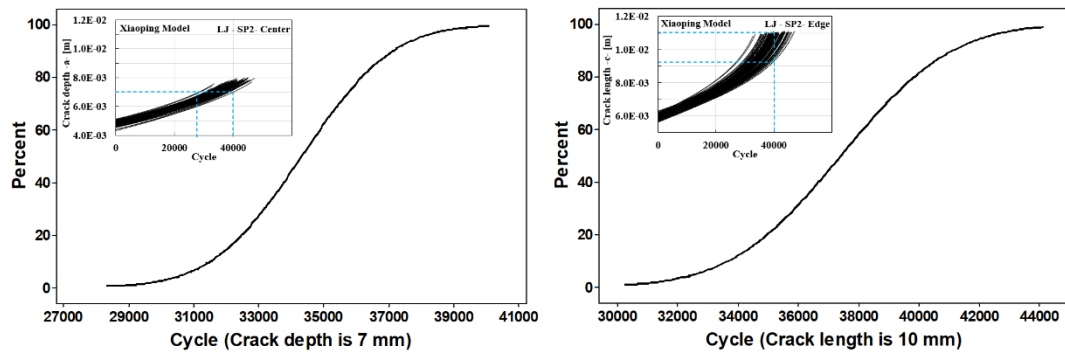 100
80
60
40
20
0
Percent
27000 29000 31000 33000 35000 37000 39000 41000
Cycle (Crack depth is 7 mm)
Xiaoping Model LJ - SP2- Center
1.2E-02
1.0E-02
8.0E-03
6.0E-03
4.0E-03
Crack depth -a- [m]
0 20000 40000
Cycle
100
80
60
40
20
0
Percent
30000 32000 34000 36000 38000 40000 42000 44000
Cycle (Crack length is 10 mm)
Xiaoping Model LJ - SP2- Edge
1.2E-02
1.0E-02
8.0E-03
6.0E-03
Crack length -c- [m]
0 20000 40000
Cycle